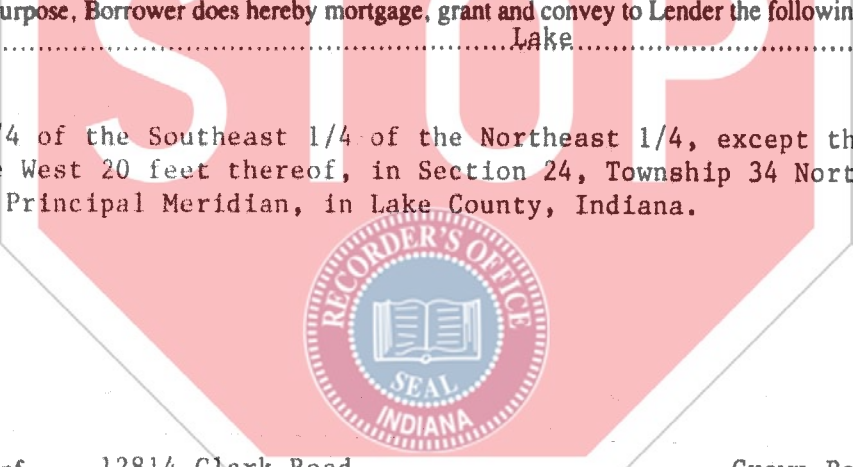 STOP
urpose, Borrower does hereby mortgage, grant and convey to Lender the followin
Lake
/4 of the Southeast 1/4 of the Northeast 1/4, except th
West 20 feet thereof, in Section 24, Township 34 Nort
Principal Meridian, in Lake County, Indiana.
RECORDER'S OFFICE
SEAL
INDIANA
12814 Clark Road